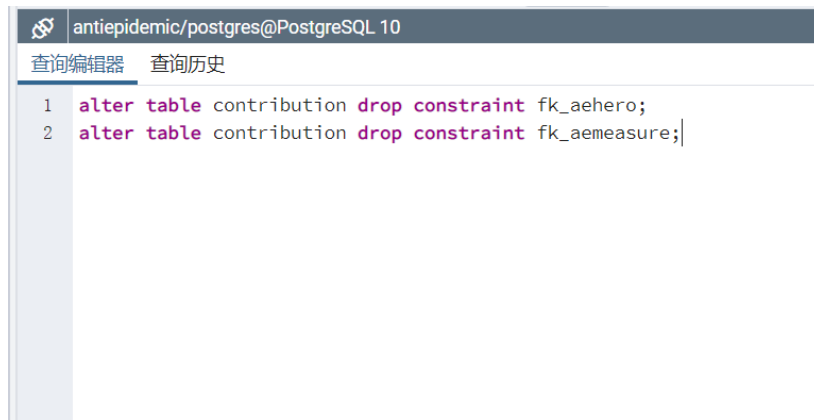 antiepidemic/postgres@PostgreSQL 10
查询编辑器 查询历史
1 alter table contribution drop constraint fk_aehero;
2 alter table contribution drop constraint fk_aemeasure;